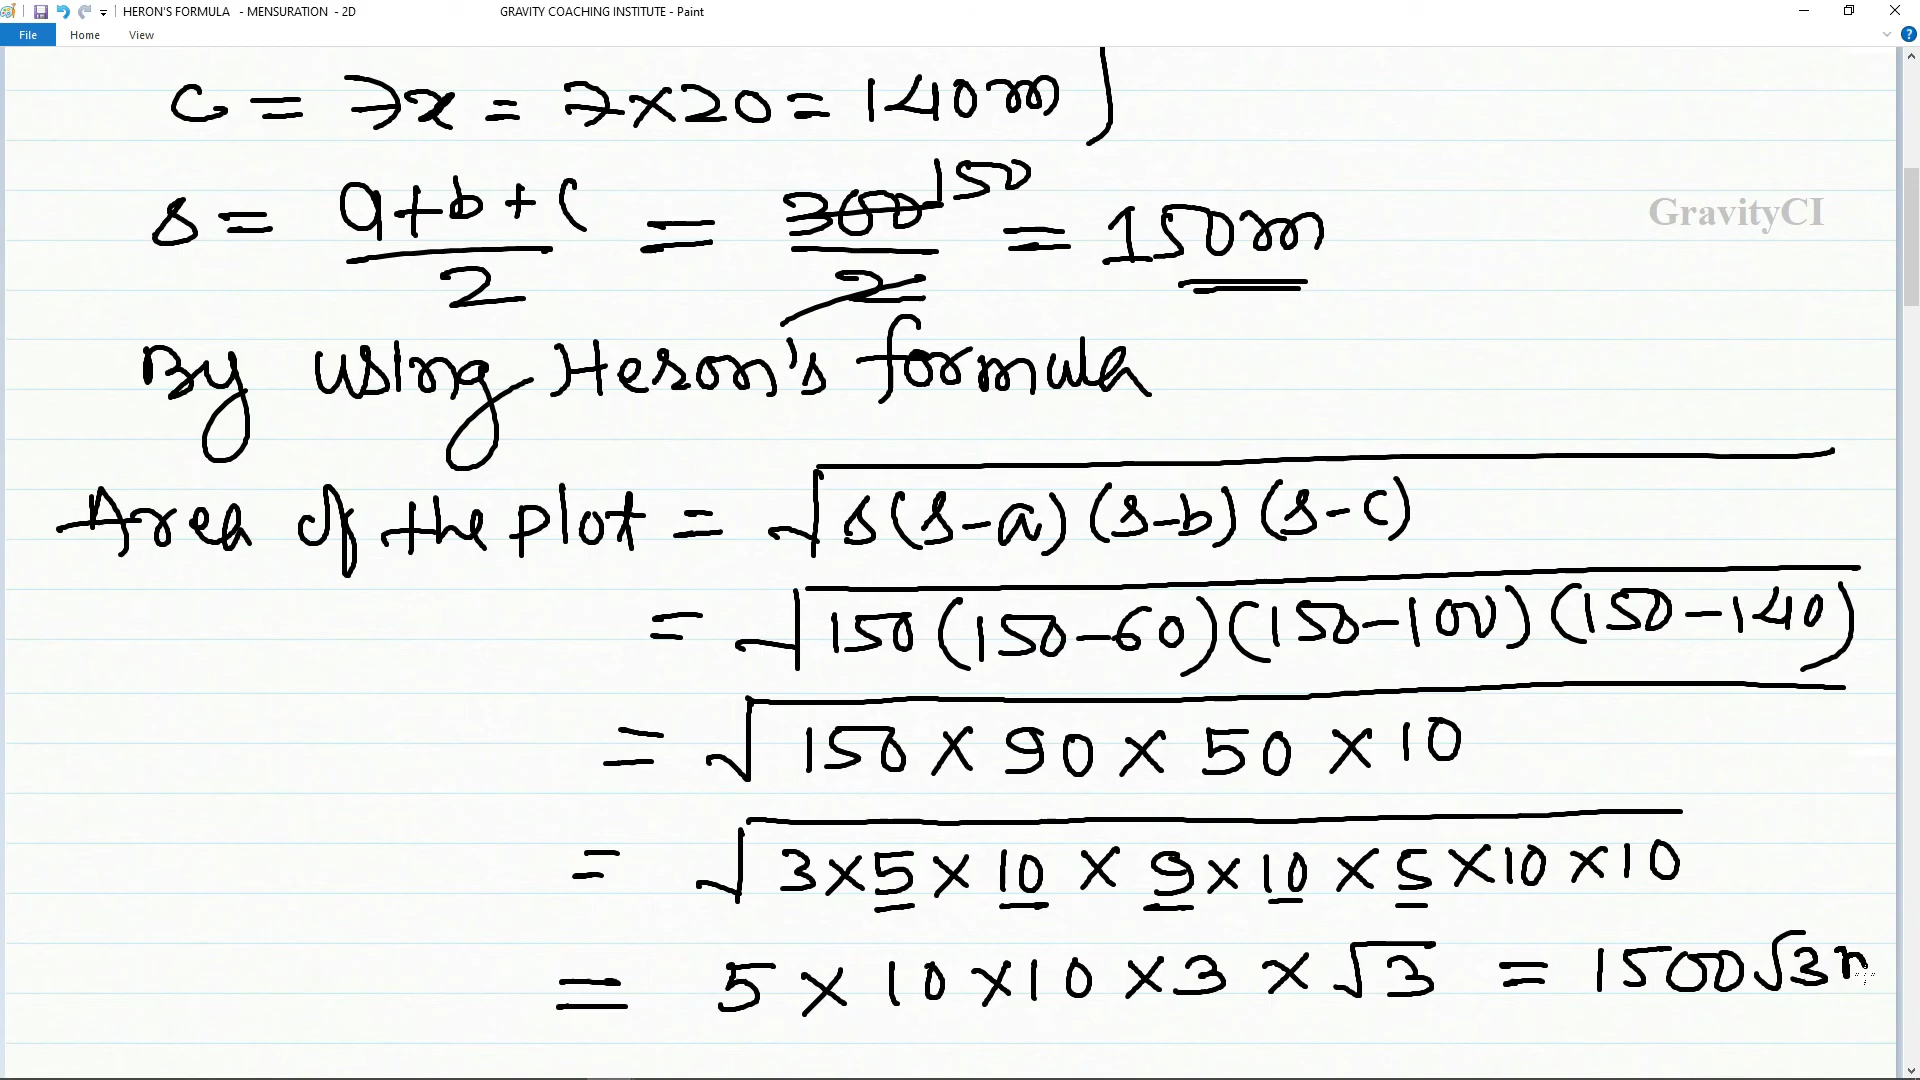 HERON'S FORMULA - MENSURATION - 2D GRAVITY COACHING INSTITUTE - Paint
File Home View
c = 7x = 7×20 = 140m
s = a+b+c/2 = 300/2 150 = 150m
GravityCI
By using Heron's formula
Area of the plot = √s(s-a)(s-b)(s-c)
= √150(150-60)(150-100)(150-140)
= √150 × 90 × 50 × 10
= √3×5×10×9×10×5×10×10
= 5×10×10×3×√3 = 1500√3 m